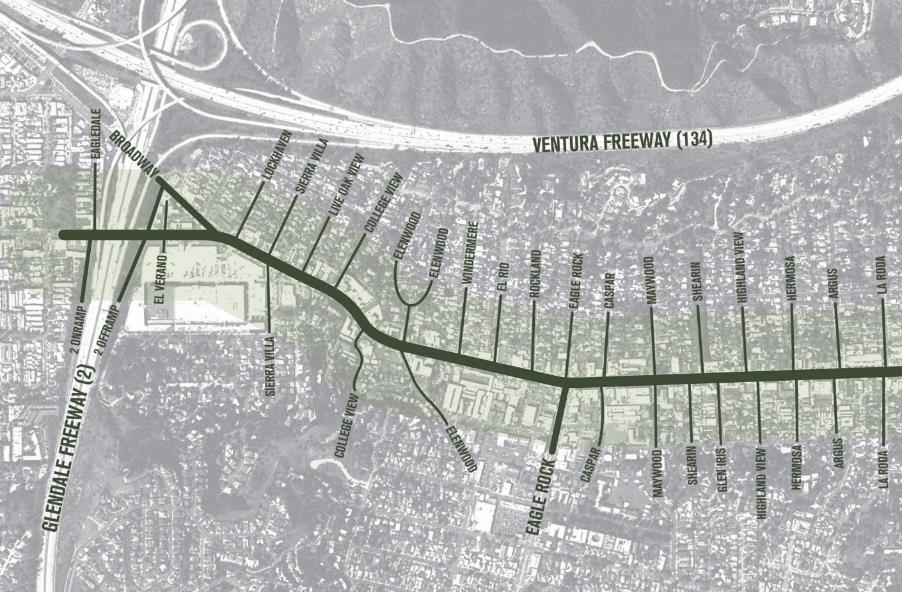 VENTURA FREEWAY (134)
EAGLEDALE
BROADWAY
LOCKHAVEN
SIERRA VILLA
LIVE OAK VIEW
COLLEGE VIEW
ELENWOOD
ELENWOOD
WINDERMERE
EL RIO
ROCKLAND
EAGLE ROCK
CASPAR
MAYWOOD
SHEARIN
HIGHLAND VIEW
HERMOSA
ARGUS
LA RODA
2 ONRAMP
2 OFFRAMP
EL VERANO
SIERRA VILLA
COLLEGE VIEW
ELENWOOD
EAGLE ROCK
CASPAR
MAYWOOD
SHEARIN
GLEN IRIS
HIGHLAND VIEW
HERMOSA
ARGUS
LA RODA
GLENDALE FREEWAY (2)